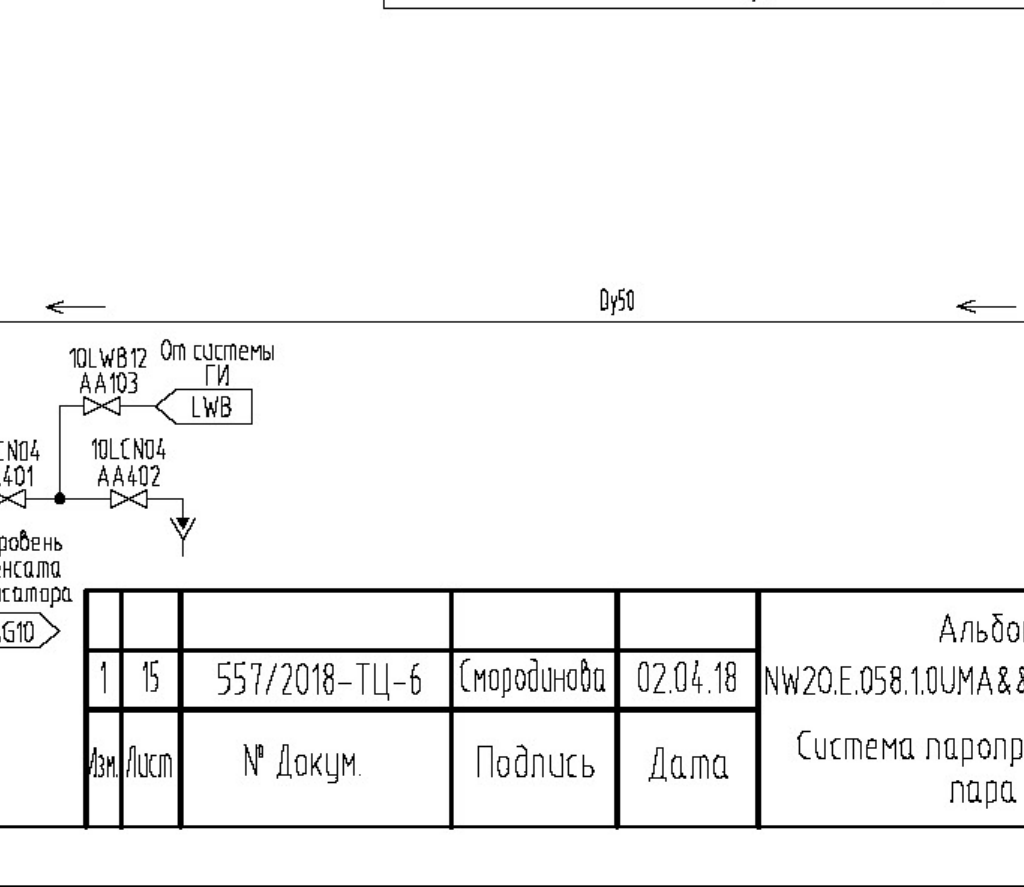 Dy50
10LWB12
AA103
От системы
ГИ
LWB
CN04
401
10LCN04
AA402
ровень
енсата
сатора
G10
1 15 557/2018-ТЦ-6 Смородинова 02.04.18
Изм. Лист № Докум. Подпись Дата
Альбо
NW20.E.058.1.0UMA&&
Система паропр
пара